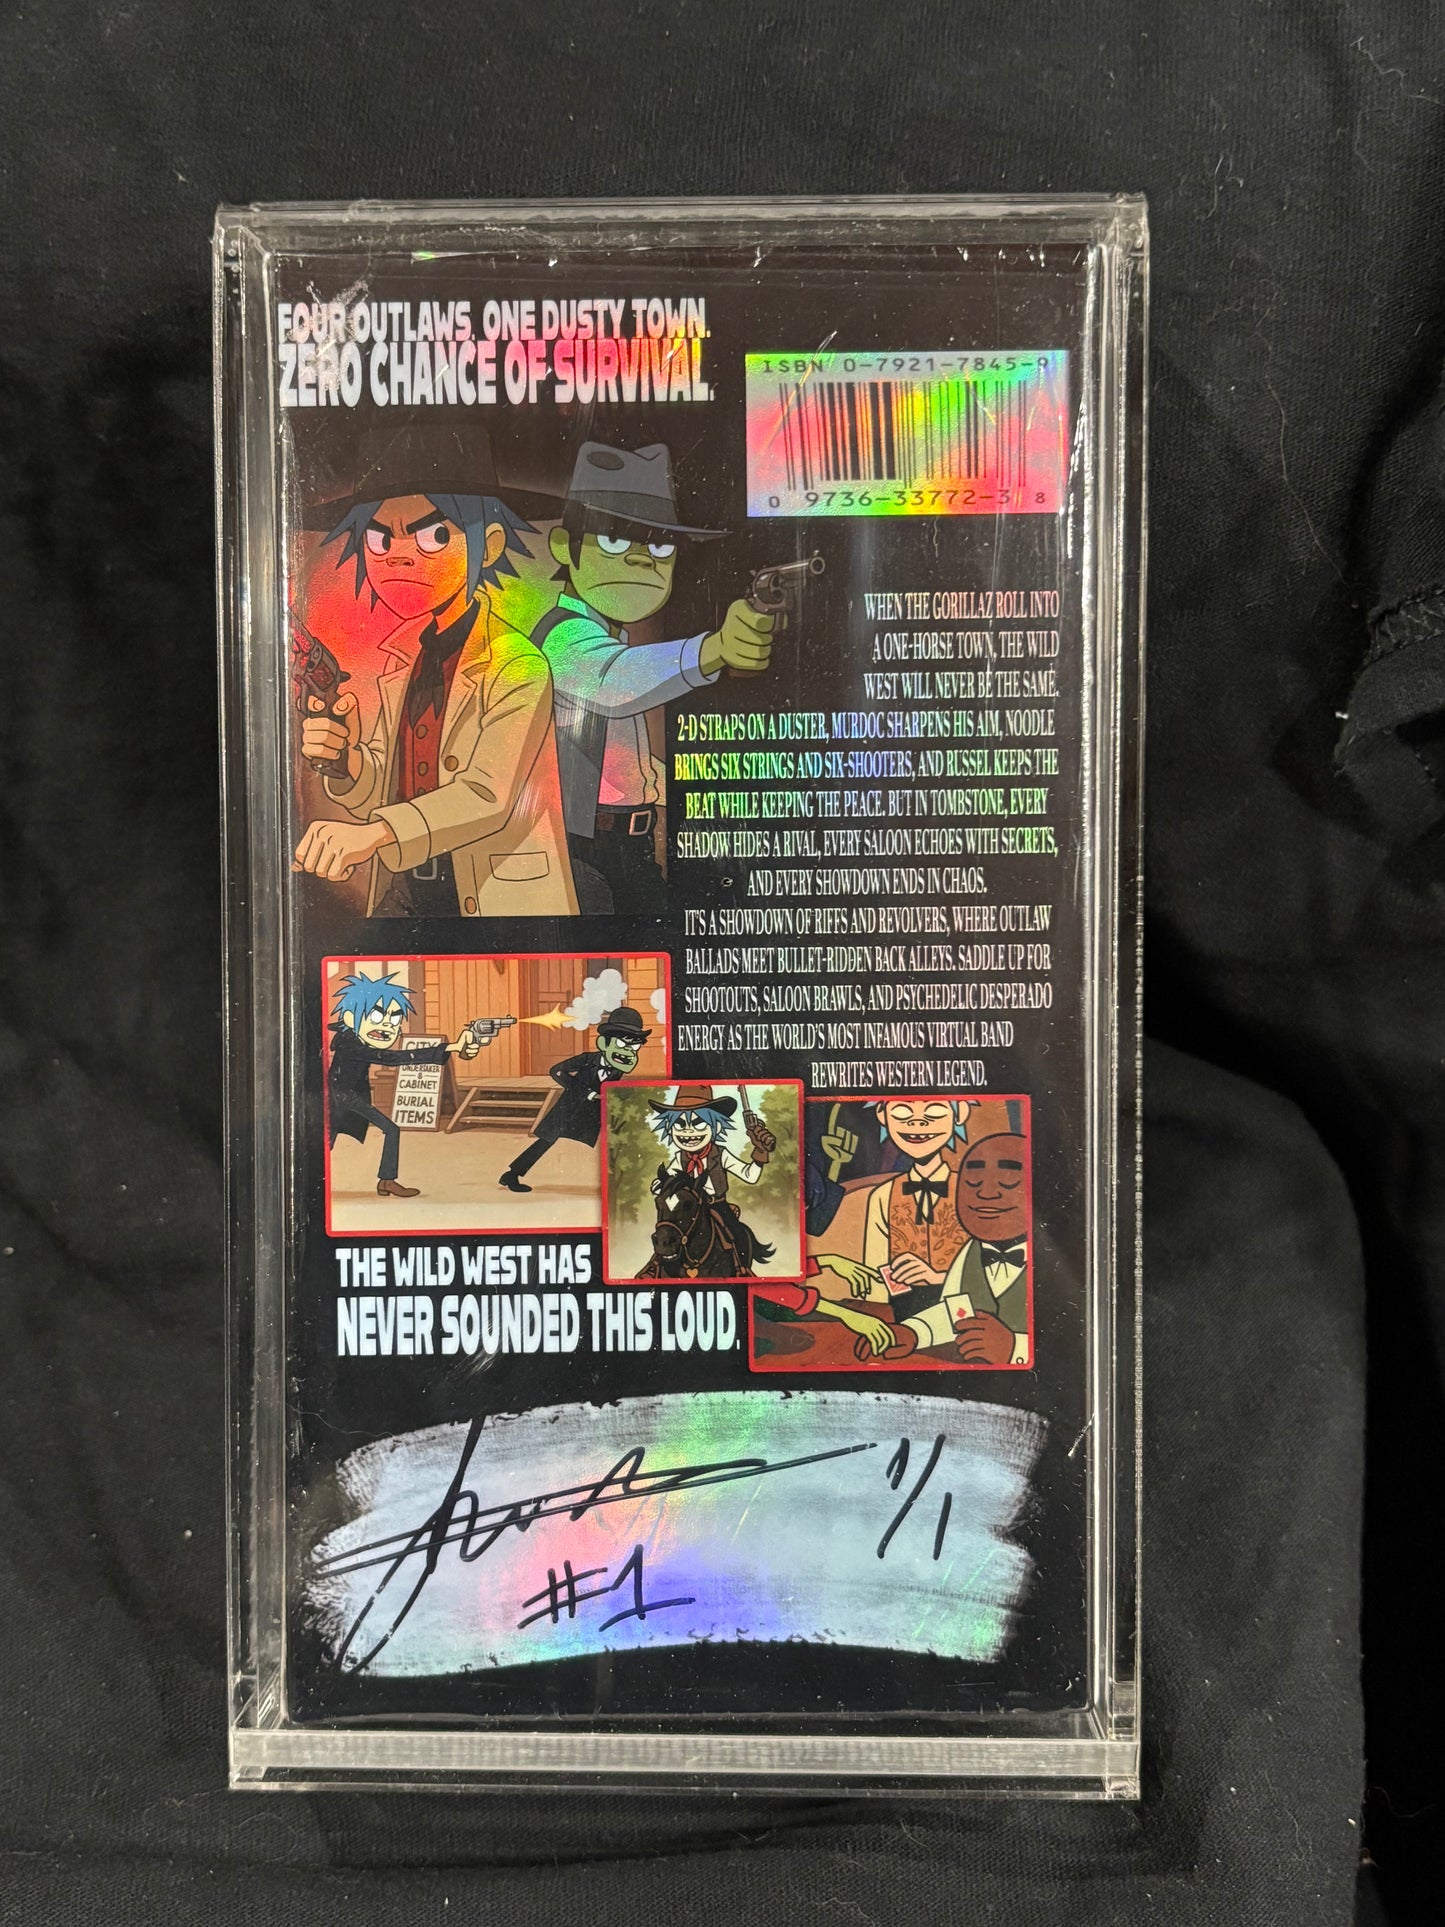 FOUR OUTLAWS, ONE DUSTY TOWN.
ZERO CHANCE OF SURVIVAL.
ISBN 0-7921-7845-9
0 9736-33772-3 8
WHEN THE GORILLAZ ROLL INTO
A ONE-HORSE TOWN, THE WILD
WEST WILL NEVER BE THE SAME.
2-D STRAPS ON A DUSTER, MURDOC SHARPENS HIS AIM, NOODLE
BRINGS SIX STRINGS AND SIX-SHOOTERS, AND RUSSEL KEEPS THE
BEAT WHILE KEEPING THE PEACE. BUT IN TOMBSTONE, EVERY
SHADOW HIDES A RIVAL, EVERY SALOON ECHOES WITH SECRETS,
AND EVERY SHOWDOWN ENDS IN CHAOS.
IT'S A SHOWDOWN OF RIFFS AND REVOLVERS, WHERE OUTLAW
BALLADS MEET BULLET-RIDDEN BACK ALLEYS. SADDLE UP FOR
SHOOTOUTS, SALOON BRAWLS, AND PSYCHEDELIC DESPERADO
ENERGY AS THE WORLD'S MOST INFAMOUS VIRTUAL BAND
REWRITES WESTERN LEGEND.
CITY
UNDERTAKER
&
CABINET
BURIAL
ITEMS
THE WILD WEST HAS
NEVER SOUNDED THIS LOUD.
1/1
#1